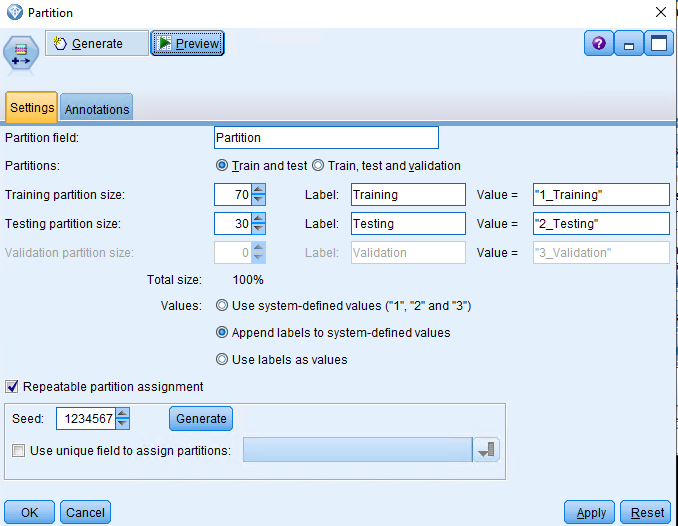 Partition
Generate Preview ?
Settings Annotations
Partition field: Partition
Partitions: Train and test Train, test and validation
Training partition size: 70 Label: Training Value = "1_Training"
Testing partition size: 30 Label: Testing Value = "2_Testing"
Validation partition size: 0 Label: Validation Value = "3_Validation"
Total size: 100%
Values: Use system-defined values ("1", "2" and "3")
Append labels to system-defined values
Use labels as values
Repeatable partition assignment
Seed: 1234567 Generate
Use unique field to assign partitions:
OK Cancel Apply Reset